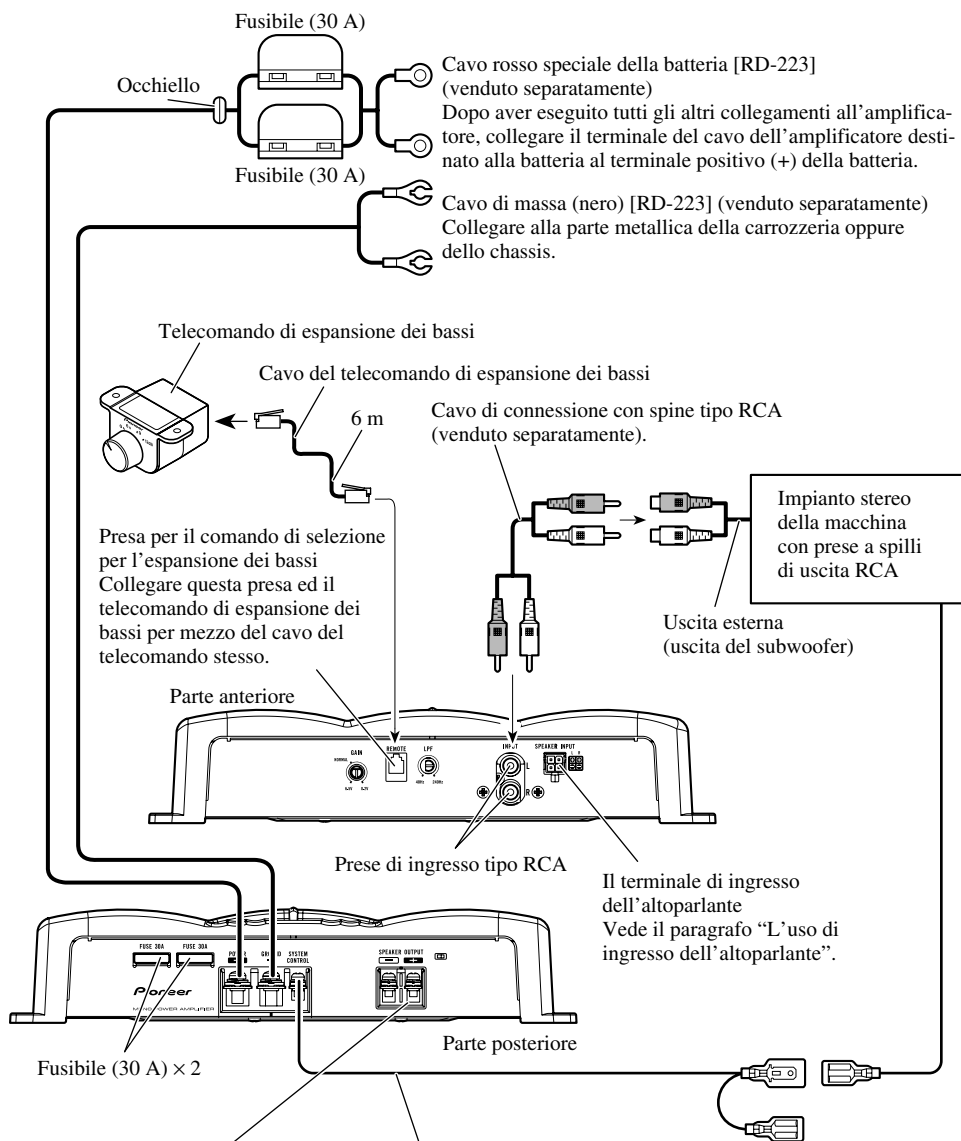 Fusibile (30 A)
Occhiello
Cavo rosso speciale della batteria [RD-223]
(venduto separatamente)
Dopo aver eseguito tutti gli altri collegamenti all’amplifica-
tore, collegare il terminale del cavo dell’amplificatore desti-
nato alla batteria al terminale positivo (+) della batteria.
Fusibile (30 A)
Cavo di massa (nero) [RD-223] (venduto separatamente)
Collegare alla parte metallica della carrozzeria oppure
dello chassis.
Telecomando di espansione dei bassi
Cavo del telecomando di espansione dei bassi
6 m
Cavo di connessione con spine tipo RCA
(venduto separatamente).
Impianto stereo
della macchina
con prese a spilli
di uscita RCA
Presa per il comando di selezione
per l’espansione dei bassi
Collegare questa presa ed il
telecomando di espansione dei
bassi per mezzo del cavo del
telecomando stesso.
Uscita esterna
(uscita del subwoofer)
Parte anteriore
GAIN
NORMAL
REMOTE
LPF
INPUT
SPEAKER INPUT
L
R
Prese di ingresso tipo RCA
Il terminale di ingresso
dell’altoparlante
Vede il paragrafo “L’uso di
ingresso dell’altoparlante”.
FUSE 30A
FUSE 30A
POWER
GROUND
SYSTEM
CONTROL
SPEAKER OUTPUT
Pioneer
MONO POWER AMPLIFIER
Parte posteriore
Fusibile (30 A) × 2